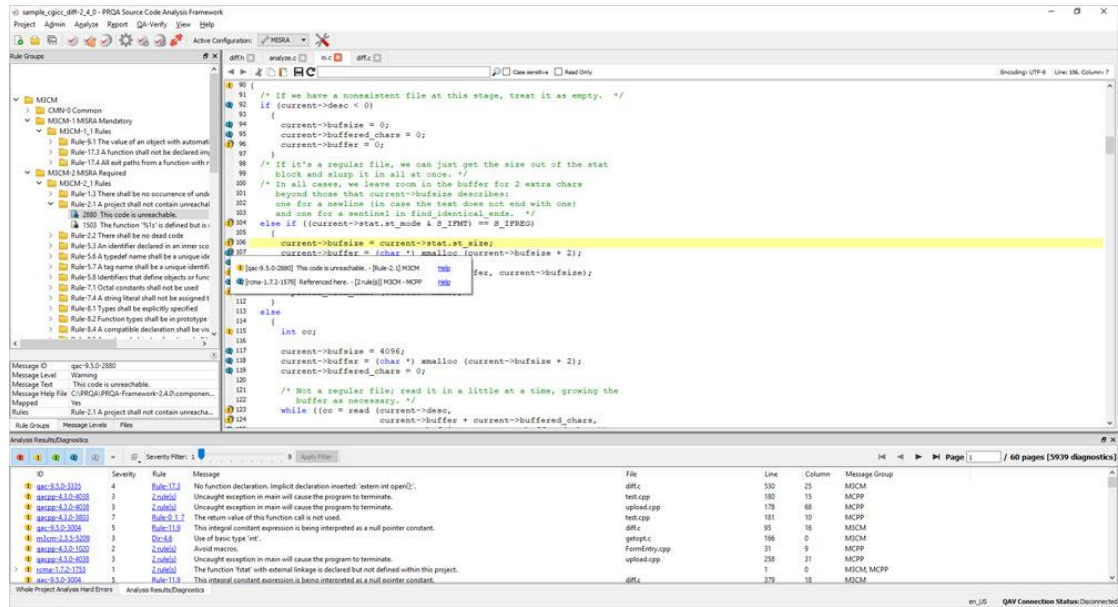 sample_cgicc_diff-2_4_0 - PRQA Source Code Analysis Framework
Project Admin Analyze Report QA-Verify View Help
Active Configuration: MISRA
Rule Groups
M3CM
CMN-0 Common
M3CM-1 MISRA Mandatory
M3CM-1_1 Rules
Rule-9.1 The value of an object with automati
Rule-17.3 A function shall not be declared imp
Rule-17.4 All exit paths from a function with r
M3CM-2 MISRA Required
M3CM-2_1 Rules
Rule-1.3 There shall be no occurrence of unde
Rule-2.1 A project shall not contain unreachal
2880 This code is unreachable.
1503 The function '%1s' is defined but is
Rule-2.2 There shall be no dead code
Rule-5.3 An identifier declared in an inner sco
Rule-5.6 A typedef name shall be a unique ide
Rule-5.7 A tag name shall be a unique identifi
Rule-5.8 Identifiers that define objects or func
Rule-7.1 Octal constants shall not be used
Rule-7.4 A string literal shall not be assigned t
Rule-8.1 Types shall be explicitly specified
Rule-8.2 Function types shall be in prototype
Rule-8.4 A compatible declaration shall be vis
Message ID qac-9.5.0-2880
Message Level Warning
Message Text This code is unreachable.
Message Help File C:\PRQA\PRQA-Framework-2.4.0\componen...
Mapped Yes
Rules Rule-2.1 A project shall not contain unreacha...
Rule Groups Message Levels Files
diff.h analyze.c io.c diff.c
Case sensitive Read Only Encoding: UTF-8 Line: 106, Column: 7
90 {
91 /* If we have a nonexistent file at this stage, treat it as empty. */
92 if (current->desc < 0)
93 {
94 current->bufsize = 0;
95 current->buffered_chars = 0;
96 current->buffer = 0;
97 }
98 /* If it's a regular file, we can just get the size out of the stat
99 block and slurp it in all at once. */
100 /* In all cases, we leave room in the buffer for 2 extra chars
101 beyond those that current->bufsize describes:
102 one for a newline (in case the text does not end with one)
103 and one for a sentinel in find_identical_ends. */
104 else if ((current->stat.st_mode & S_IFMT) == S_IFREG)
105 {
106 current->bufsize = current->stat.st_size;
107 current->buffer = (char *) xmalloc (current->bufsize + 2);
[qac-9.5.0-2880] This code is unreachable. - [Rule-2.1] M3CM Help
fer, current->bufsize);
[rcma-1.7.2-1579] Referenced here. - [2 rule(s)] M3CM - MCPP Help
112 }
113 else
114 {
115 int cc;
116
117 current->bufsize = 4096;
118 current->buffer = (char *) xmalloc (current->bufsize + 2);
119 current->buffered_chars = 0;
120
121 /* Not a regular file; read it in a little at a time, growing the
122 buffer as necessary. */
123 while ((cc = read (current->desc,
124 current->buffer + current->buffered_chars,
Analysis Results/Diagnostics
Severity Filter: 1 9 Apply Filter Page 1 / 60 pages [5939 diagnostics]
ID Severity Rule Message File Line Column Message Group
qac-9.5.0-3335 4 Rule-17.3 No function declaration. Implicit declaration inserted: 'extern int open();'. diff.c 530 25 M3CM
qacpp-4.3.0-4038 3 2 rule(s) Uncaught exception in main will cause the program to terminate. test.cpp 180 15 MCPP
qacpp-4.3.0-4038 3 2 rule(s) Uncaught exception in main will cause the program to terminate. upload.cpp 178 68 MCPP
qacpp-4.3.0-3803 7 Rule-0_1_7 The return value of this function call is not used. test.cpp 181 10 MCPP
qac-9.5.0-3004 5 Rule-11.9 This integral constant expression is being interpreted as a null pointer constant. diff.c 95 16 M3CM
m3cm-2.3.5-5209 3 Dir-4.6 Use of basic type 'int'. getopt.c 166 0 M3CM
qacpp-4.3.0-1020 2 2 rule(s) Avoid macros. FormEntry.cpp 31 9 MCPP
qacpp-4.3.0-4038 3 2 rule(s) Uncaught exception in main will cause the program to terminate. upload.cpp 258 31 MCPP
rcma-1.7.2-1753 1 2 rule(s) The function 'fstat' with external linkage is declared but not defined within this project. 1 0 M3CM, MCPP
qac-9.5.0-3004 5 Rule-11.9 This integral constant expression is being interpreted as a null pointer constant. diff.c 379 18 M3CM
Whole Project Analysis Hard Errors Analysis Results/Diagnostics
en_US QAV Connection Status: Disconnected